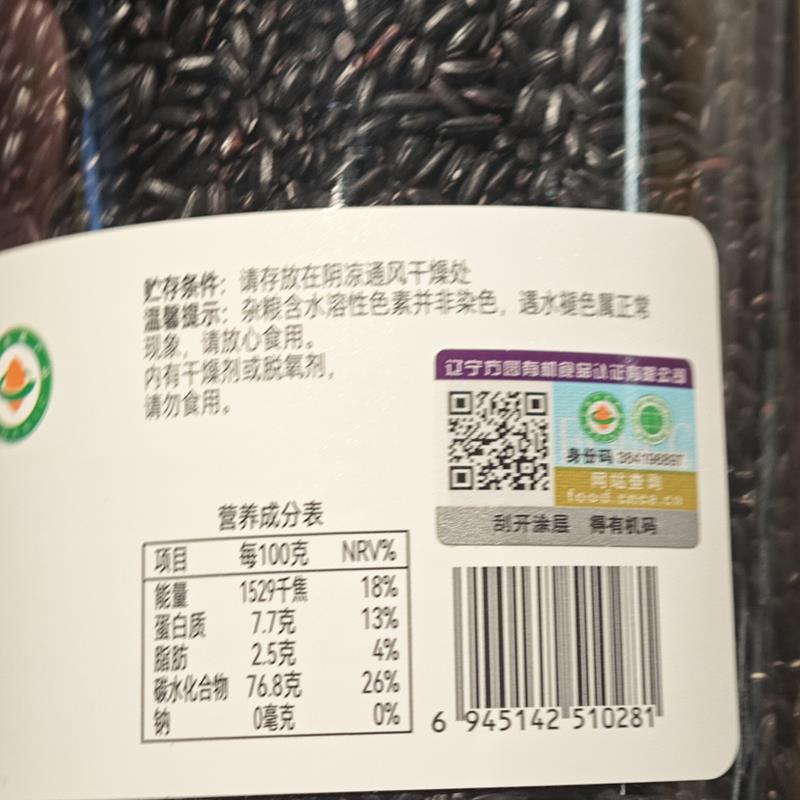 贮存条件：请存放在阴凉通风干燥处
温馨提示：杂粮含水溶性色素并非染色，遇水褪色属正常
现象，请放心食用。
内有干燥剂或脱氧剂，
请勿食用。
辽宁方圆有机食品认证有限公司
身份码 384198897
网站查询
food.cnca.cn
刮开涂层 得有机码
营养成分表
项目 每100克 NRV%
能量 1529千焦 18%
蛋白质 7.7克 13%
脂肪 2.5克 4%
碳水化合物 76.8克 26%
钠 0毫克 0%
6 945142 510281